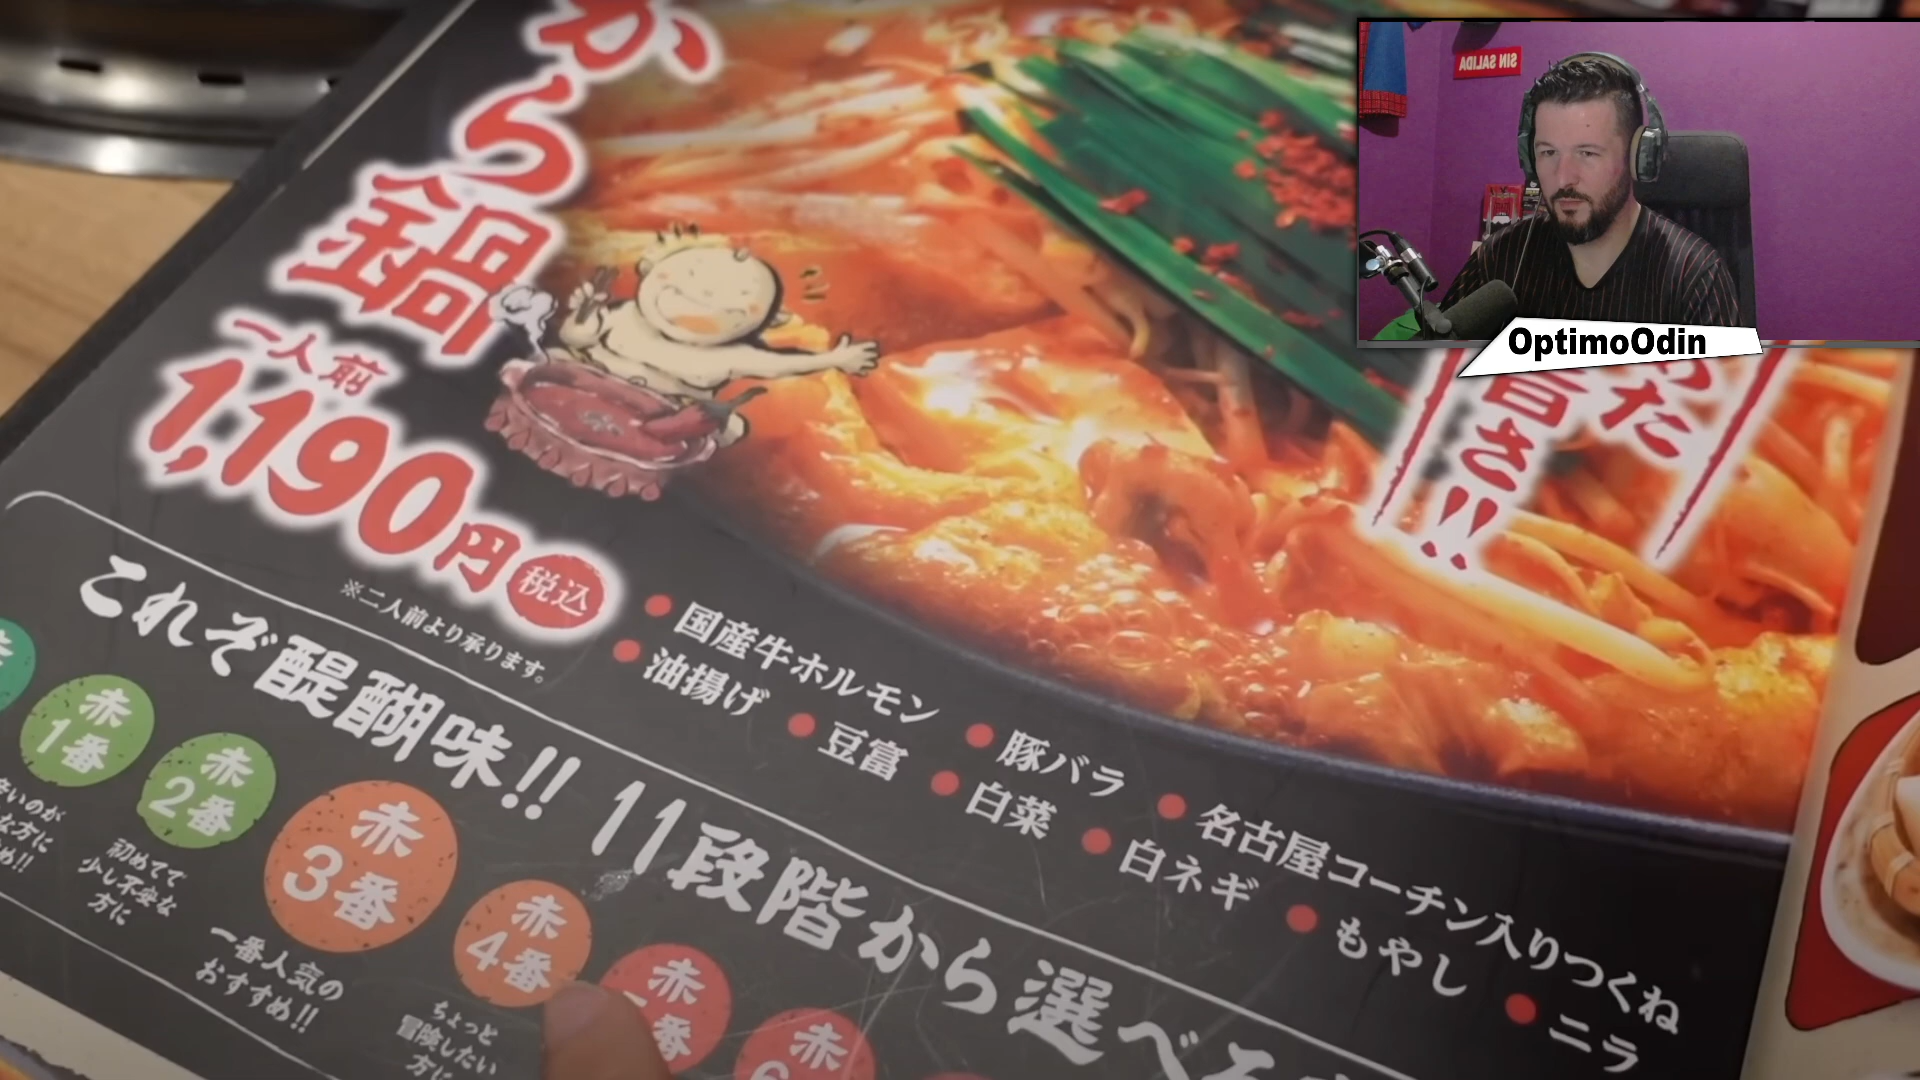 から
鍋
一人前
1,190円 税込
※二人前より承ります。
SIN SALIDA
OptimoOdin
めた
旨さ!!
国産牛ホルモン
豚バラ
名古屋コーチン入りつくね
油揚げ
豆富
白菜
白ネギ
もやし
ニラ
これぞ醍醐味!! 11段階から選べる
赤1番
赤2番
初めてで
少し不安な
方に
赤3番
一番人気の
おすすめ!!
赤4番
ちょっと
冒険したい
方に
赤
番
赤
6